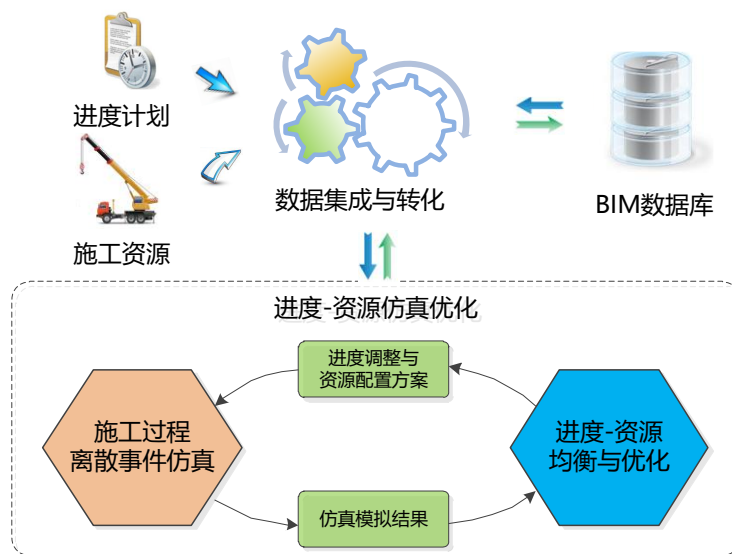 进度计划
数据集成与转化
BIM数据库
施工资源
进度-资源仿真优化
进度调整与
资源配置方案
施工过程
离散事件仿真
进度-资源
均衡与优化
仿真模拟结果